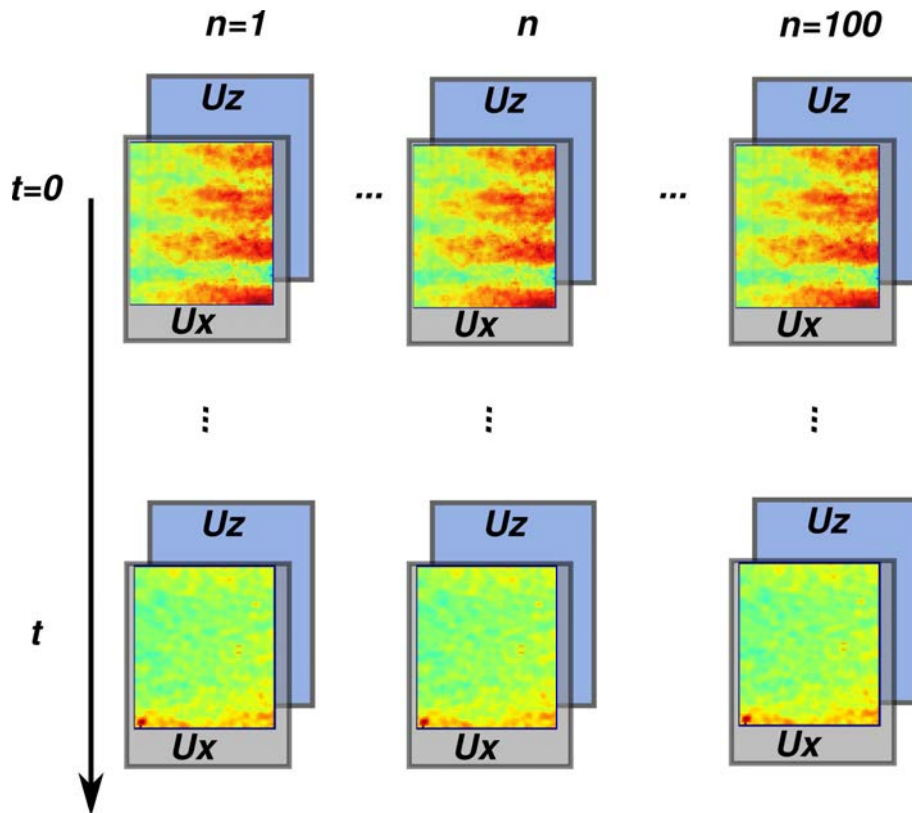 n=1 n n=100
Uz Uz Uz
t=0 ... ...
Ux Ux Ux
... ... ...
Uz Uz Uz
t
Ux Ux Ux